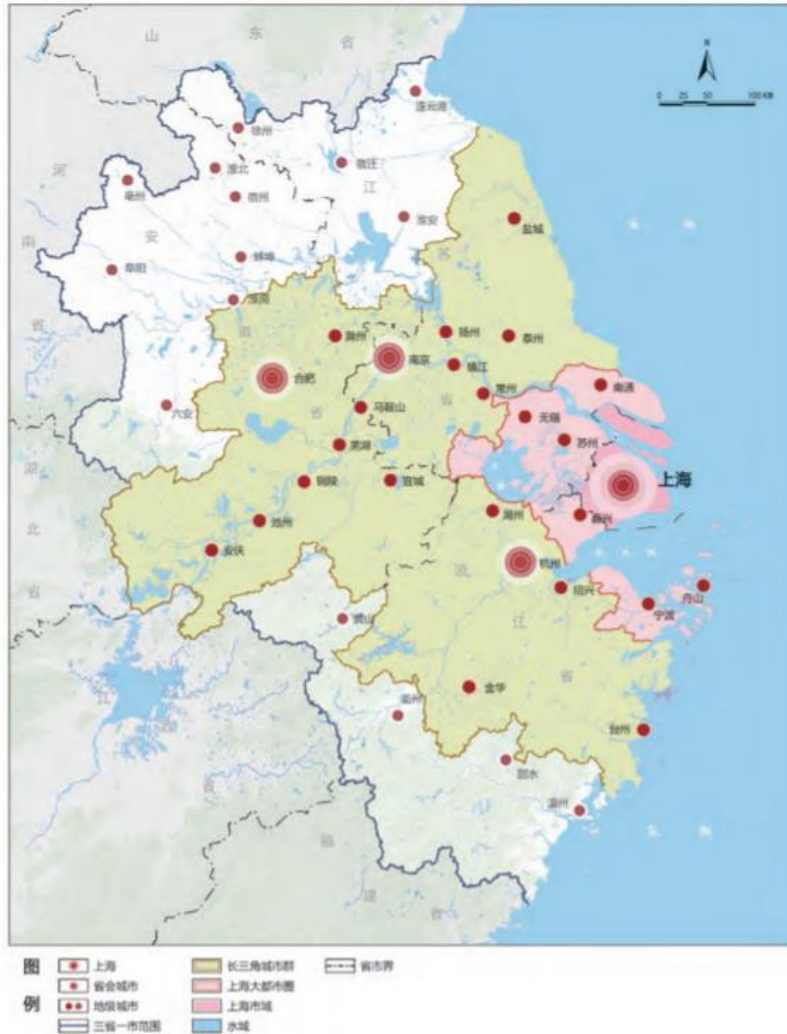 山 东 省
N
0 25 50 100 KM
连云港
徐州
淮北
宿迁
河
亳州
宿州
江
安
淮安
盐城
南
阜阳
蚌埠
苏
淮南
省
滁州
扬州
泰州
南京
镇江
合肥
常州
南通
六安
马鞍山
无锡
省
省
芜湖
苏州
湖
铜陵
宣城
上海
北
池州
湖州
嘉兴
安庆
杭州
省
浙
绍兴
舟山
宁波
黄山
江
江
金华
省
西
衢州
台州
丽水
省
温州
东 海
福
建
省
图 例
上海
长三角城市群
省市界
省会城市
上海大都市圈
地级城市
上海市域
三省一市范围
水域